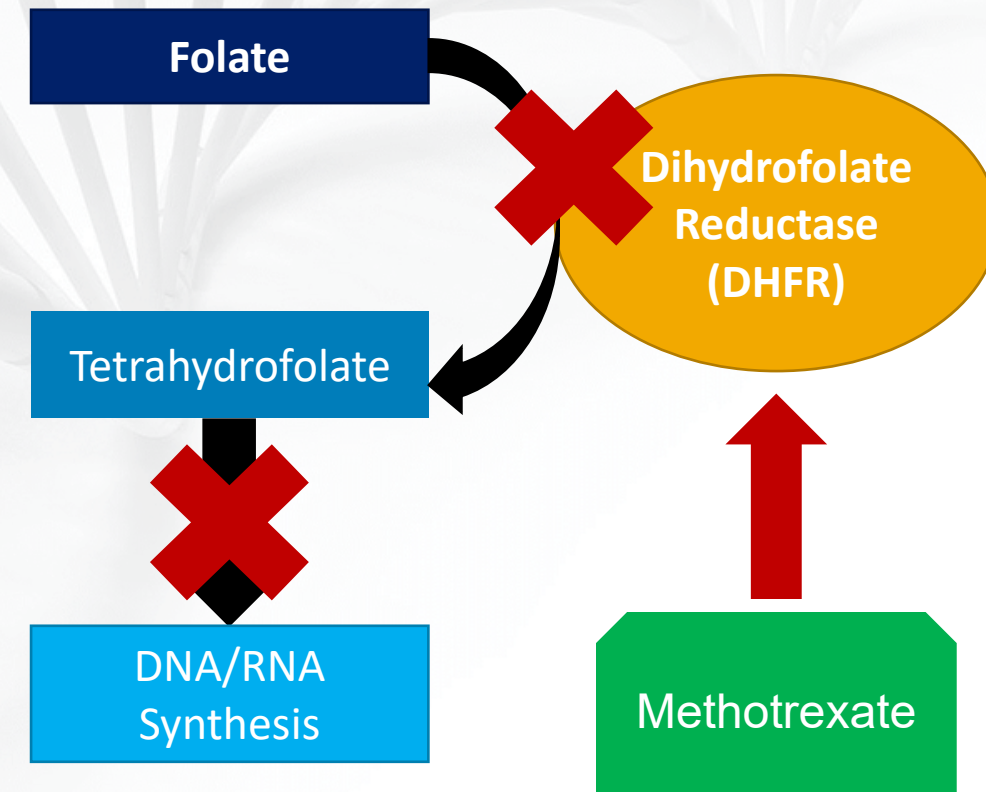 Folate
Dihydrofolate
Reductase
(DHFR)
Tetrahydrofolate
DNA/RNA
Synthesis
Methotrexate